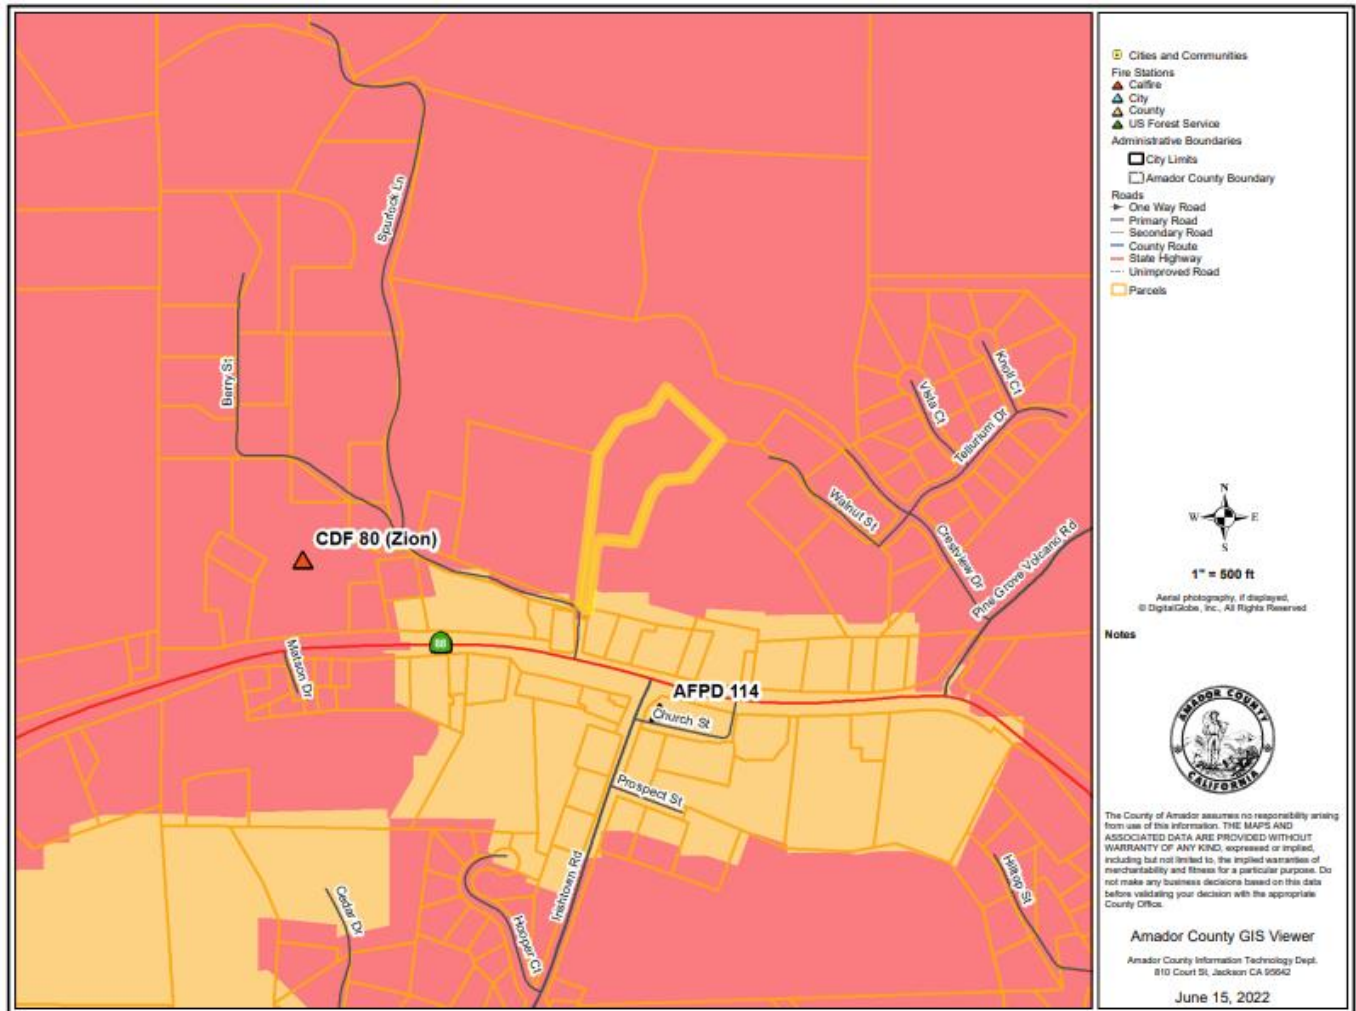 Spurlock Ln
Berry St
Knoll Ct
Vista Ct
Tellurium Dr
Walnut St
Crestview Dr
Pine Grove Volcano Rd
CDF 80 (Zion)
88
Matson Dr
AFPD 114
Church St
Prospect St
Irishtown Rd
Hooper Ct
Cedar Dr
Hilltop St
Cities and Communities
Fire Stations
Calfire
City
County
US Forest Service
Administrative Boundaries
City Limits
Amador County Boundary
Roads
One Way Road
Primary Road
Secondary Road
County Route
State Highway
Unimproved Road
Parcels
N
W E
S
1" = 500 ft
Aerial photography, if displayed,
© DigitalGlobe, Inc., All Rights Reserved
Notes
AMADOR COUNTY
CALIFORNIA
The County of Amador assumes no responsibility arising
from use of this information. THE MAPS AND
ASSOCIATED DATA ARE PROVIDED WITHOUT
WARRANTY OF ANY KIND, expressed or implied,
including but not limited to, the implied warranties of
merchantability and fitness for a particular purpose. Do
not make any business decisions based on this data
before validating your decision with the appropriate
County Office.
Amador County GIS Viewer
Amador County Information Technology Dept.
810 Court St, Jackson CA 95642
June 15, 2022